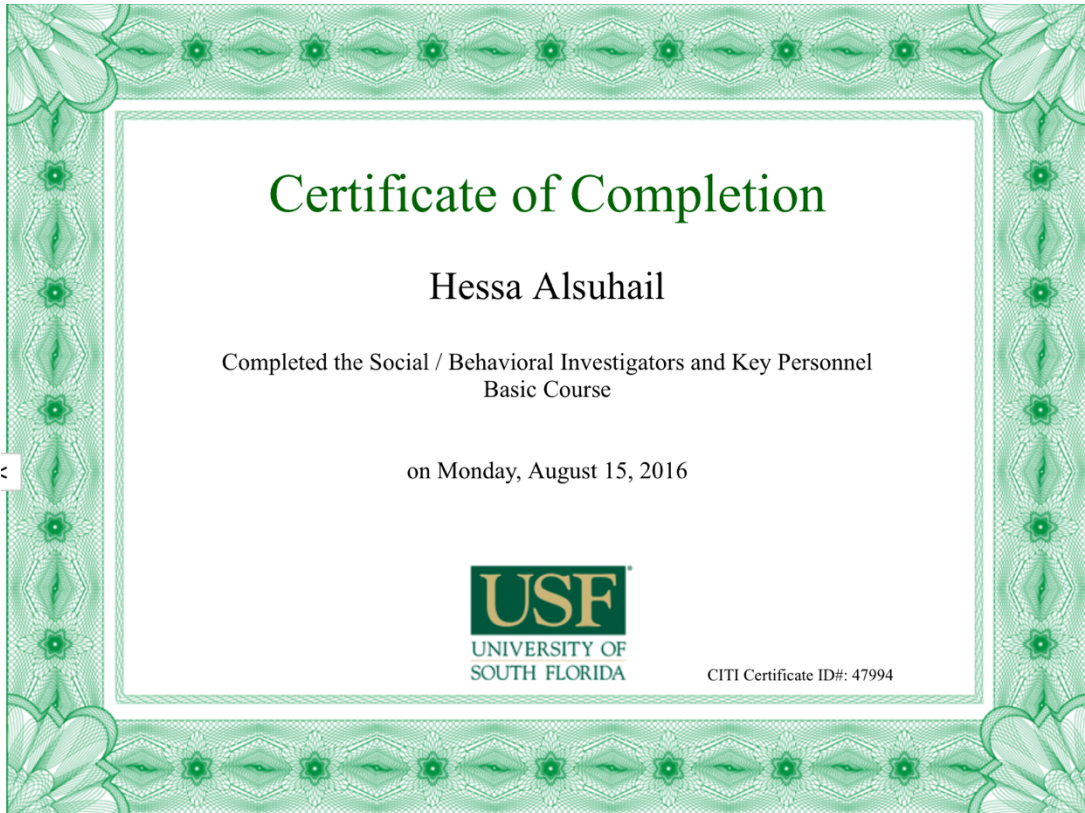 Certificate of Completion
Hessa Alsuhail
Completed the Social / Behavioral Investigators and Key Personnel
Basic Course
on Monday, August 15, 2016
<
USF
UNIVERSITY OF
SOUTH FLORIDA
CITI Certificate ID#: 47994